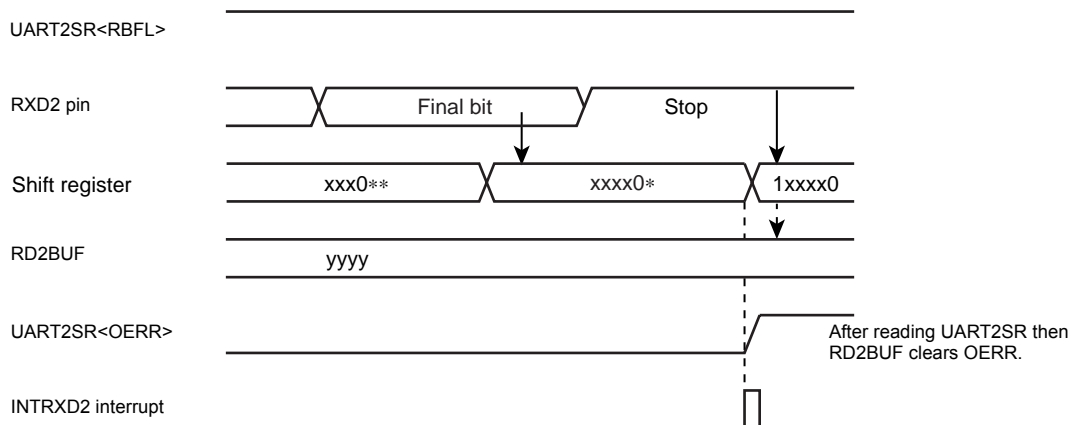 UART2SR<RBFL>
RXD2 pin
Final bit
Stop
Shift register
xxx0**
xxxx0*
1xxxx0
RD2BUF
yyyy
UART2SR<OERR>
After reading UART2SR then
RD2BUF clears OERR.
INTRXD2 interrupt